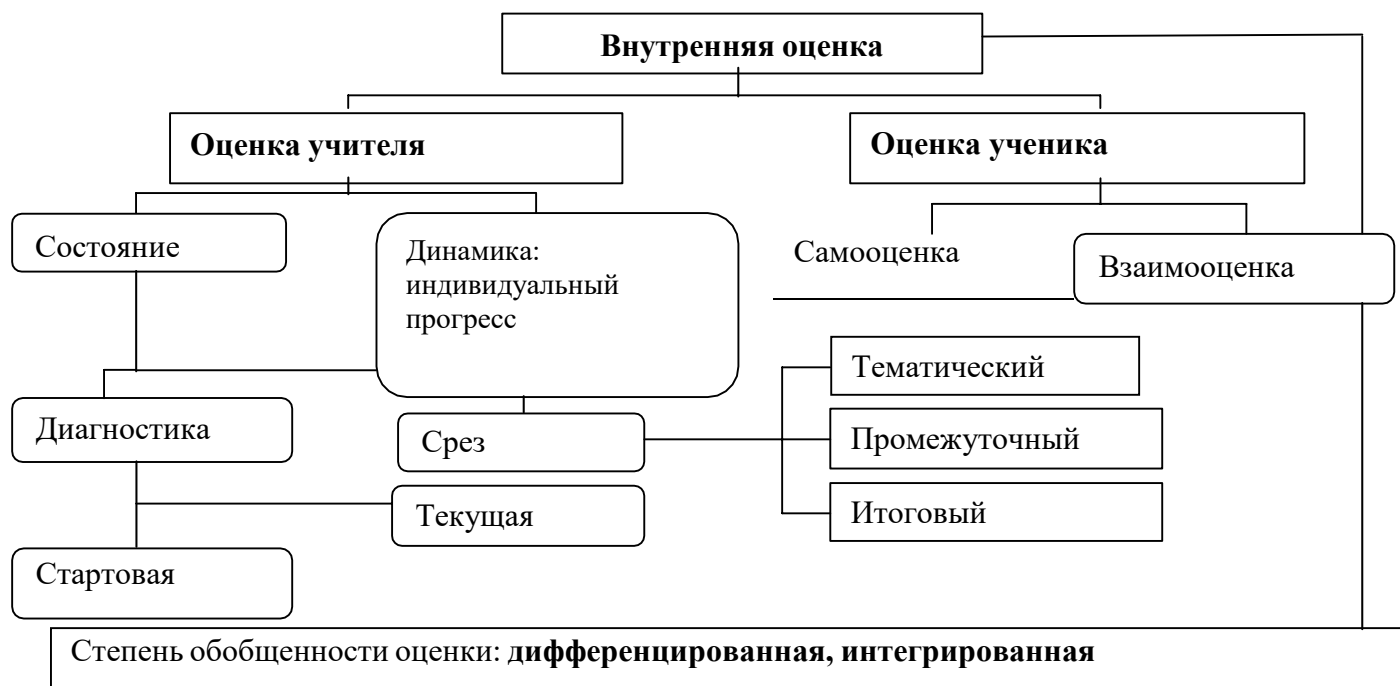 Внутренняя оценка
Оценка учителя
Оценка ученика
Состояние
Динамика:
индивидуальный
прогресс
Самооценка
Взаимооценка
Тематический
Диагностика
Срез
Промежуточный
Текущая
Итоговый
Стартовая
Степень обобщенности оценки: дифференцированная, интегрированная